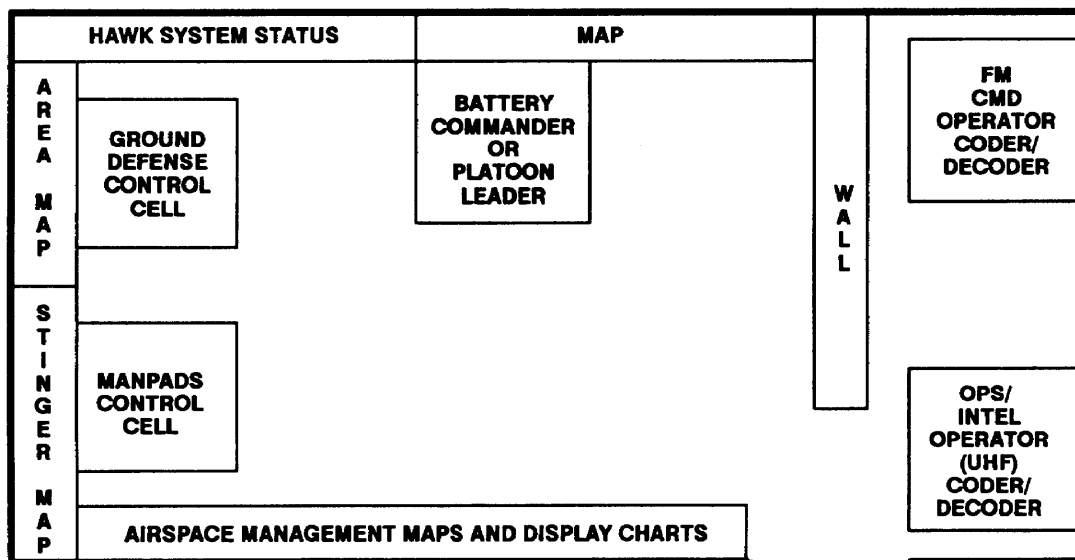 HAWK SYSTEM STATUS
MAP
AREA MAP
GROUND
DEFENSE
CONTROL
CELL
BATTERY
COMMANDER
OR
PLATOON
LEADER
WALL
FM
CMD
OPERATOR
CODER/
DECODER
STINGER MAP
MANPADS
CONTROL
CELL
OPS/
INTEL
OPERATOR
(UHF)
CODER/
DECODER
AIRSPACE MANAGEMENT MAPS AND DISPLAY CHARTS